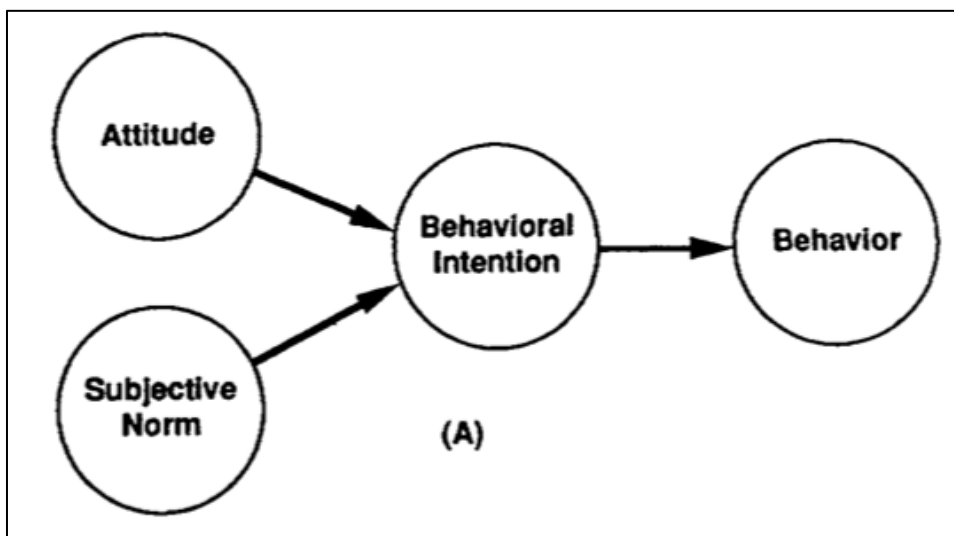 Attitude
Behavioral
Intention
Behavior
Subjective
Norm
(A)